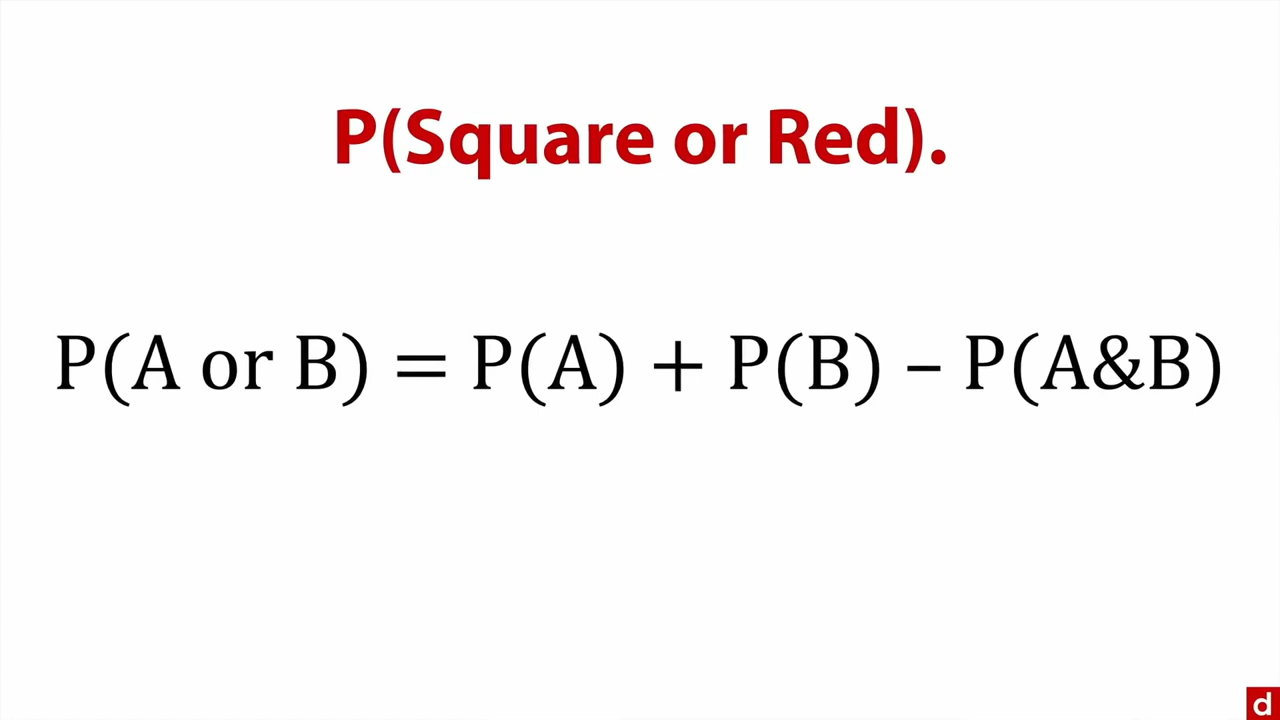 P(Square or Red).
P(A or B) = P(A) + P(B) – P(A&B)
d